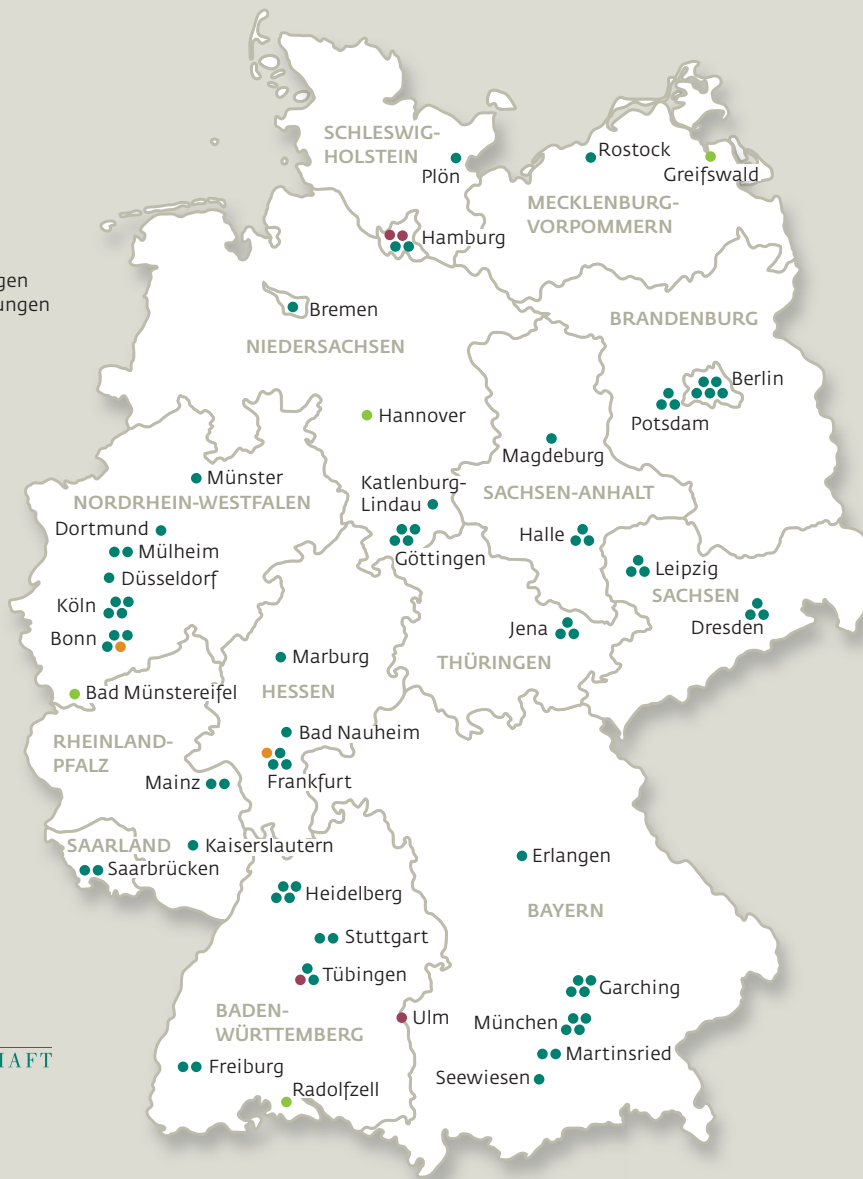 SCHLESWIG-
HOLSTEIN
Plön
Rostock
Greifswald
MECKLENBURG-
VORPOMMERN
Hamburg
gen
ungen
Bremen
NIEDERSACHSEN
BRANDENBURG
Berlin
Potsdam
Hannover
Magdeburg
Münster
NORDRHEIN-WESTFALEN
Katlenburg-
Lindau
SACHSEN-ANHALT
Dortmund
Mülheim
Göttingen
Halle
Düsseldorf
Leipzig
SACHSEN
Köln
Bonn
Jena
Dresden
Marburg
THÜRINGEN
HESSEN
Bad Münstereifel
Bad Nauheim
RHEINLAND-
PFALZ
Frankfurt
Mainz
SAARLAND
Kaiserslautern
Saarbrücken
Erlangen
Heidelberg
BAYERN
Stuttgart
Tübingen
Garching
BADEN-
WÜRTTEMBERG
Ulm
München
HAFT
Freiburg
Martinsried
Seewiesen
Radolfzell